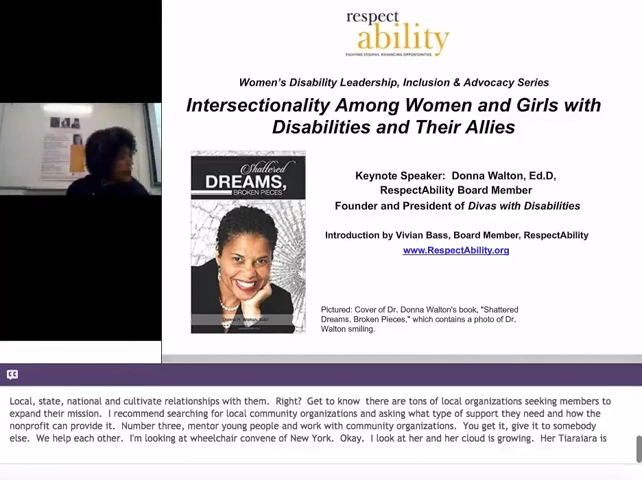 respect
ability
Women's Disability Leadership, Inclusion & Advocacy Series
Intersectionality Among Women and Girls with
Disabilities and Their Allies
Shattered
DREAMS,
BROKEN PIECES
Keynote Speaker: Donna Walton, Ed.D,
RespectAbility Board Member
Founder and President of Divas with Disabilities
Introduction by Vivian Bass, Board Member, RespectAbility
www.RespectAbility.org
Pictured: Cover of Dr. Donna Walton's book, "Shattered
Dreams, Broken Pieces," which contains a photo of Dr.
Walton smiling.
Local, state, national and cultivate relationships with them. Right? Get to know there are tons of local organizations seeking members to
expand their mission. I recommend searching for local community organizations and asking what type of support they need and how the
nonprofit can provide it. Number three, mentor young people and work with community organizations. You get it, give it to somebody
else. We help each other. I'm looking at wheelchair convene of New York. Okay. I look at her and her cloud is growing. Her Tiaraiara is